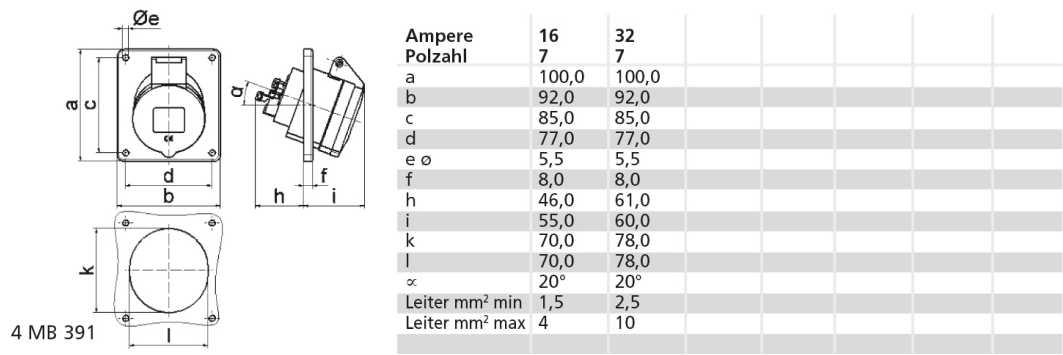 Øe
a
c
α
d
b
f
h
i
k
l
4 MB 391
Ampere 16 32
Polzahl 7 7
a 100,0 100,0
b 92,0 92,0
c 85,0 85,0
d 77,0 77,0
e ø 5,5 5,5
f 8,0 8,0
h 46,0 61,0
i 55,0 60,0
k 70,0 78,0
l 70,0 78,0
∝ 20° 20°
Leiter mm² min 1,5 2,5
Leiter mm² max 4 10
CE